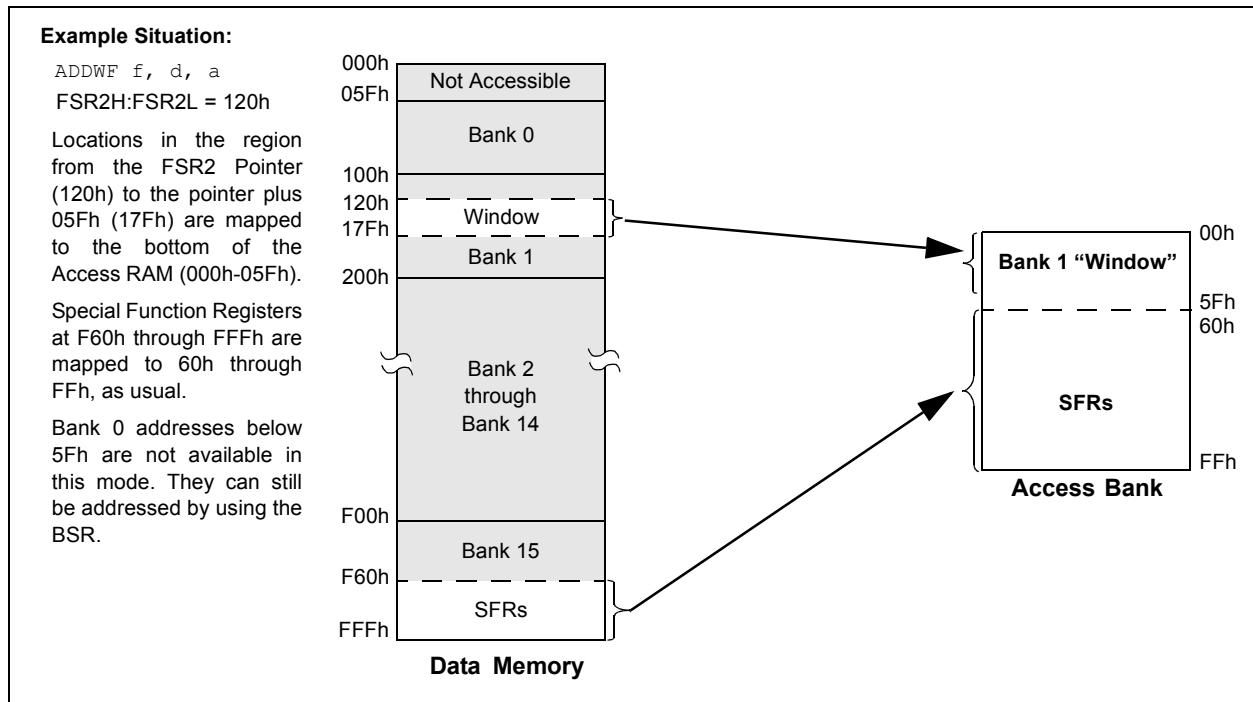 Example Situation:
ADDWF f, d, a
FSR2H:FSR2L = 120h
Locations in the region
from the FSR2 Pointer
(120h) to the pointer plus
05Fh (17Fh) are mapped
to the bottom of the
Access RAM (000h-05Fh).
Special Function Registers
at F60h through FFFh are
mapped to 60h through
FFh, as usual.
Bank 0 addresses below
5Fh are not available in
this mode. They can still
be addressed by using the
BSR.
000h
Not Accessible
05Fh
Bank 0
100h
120h
Window
17Fh
Bank 1
200h
Bank 2
through
Bank 14
F00h
Bank 15
F60h
SFRs
FFFh
Data Memory
00h
Bank 1 “Window”
5Fh
60h
SFRs
FFh
Access Bank